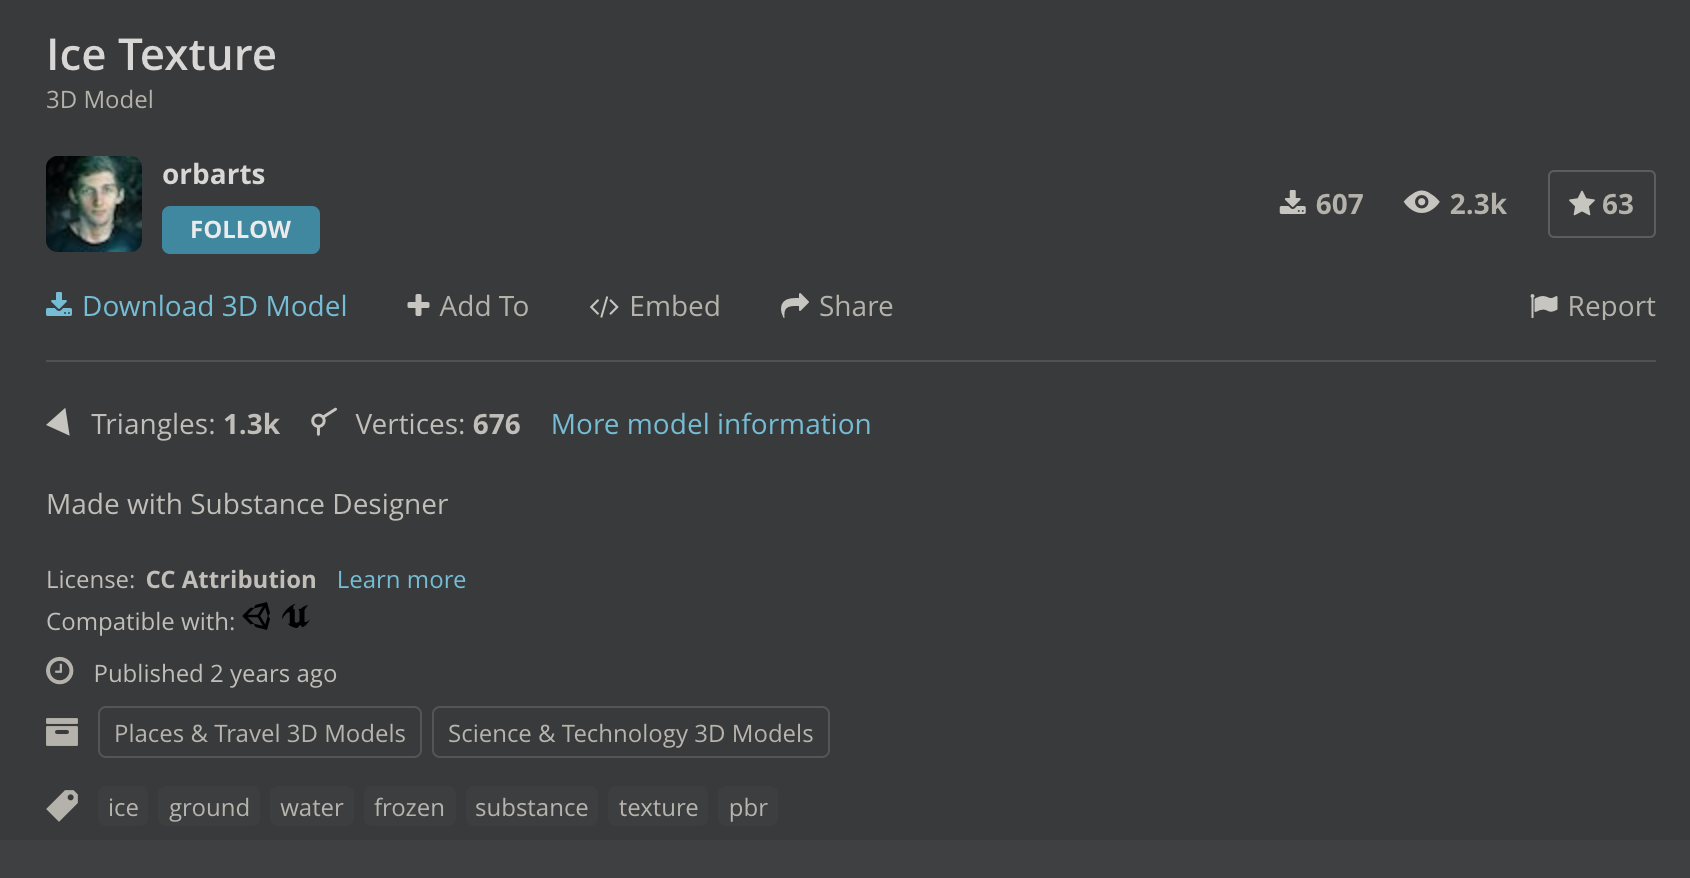 Ice Texture
3D Model
orbarts
FOLLOW
607 2.3k 63
Download 3D Model Add To Embed Share Report
Triangles: 1.3k Vertices: 676 More model information
Made with Substance Designer
License: CC Attribution Learn more
Compatible with:
Published 2 years ago
Places & Travel 3D Models Science & Technology 3D Models
ice ground water frozen substance texture pbr